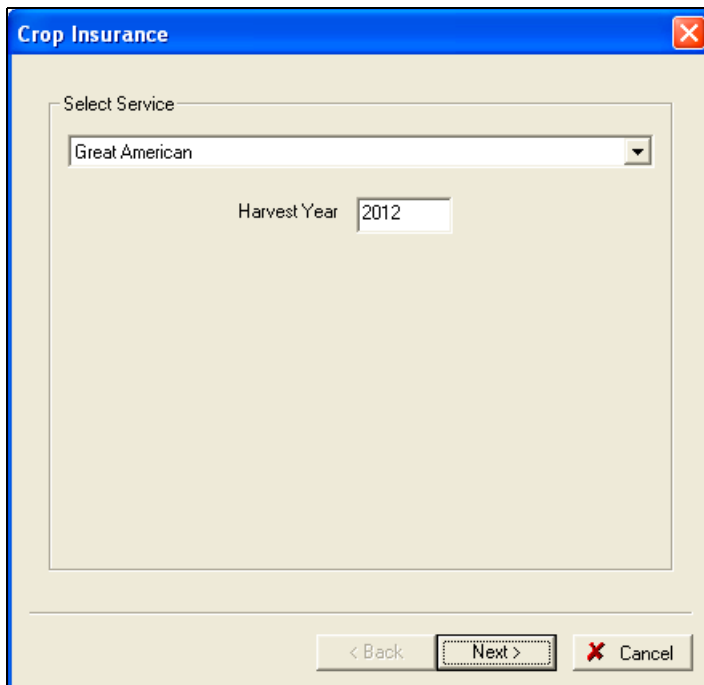 Crop Insurance
Select Service
Great American
Harvest Year 2012
< Back Next > Cancel